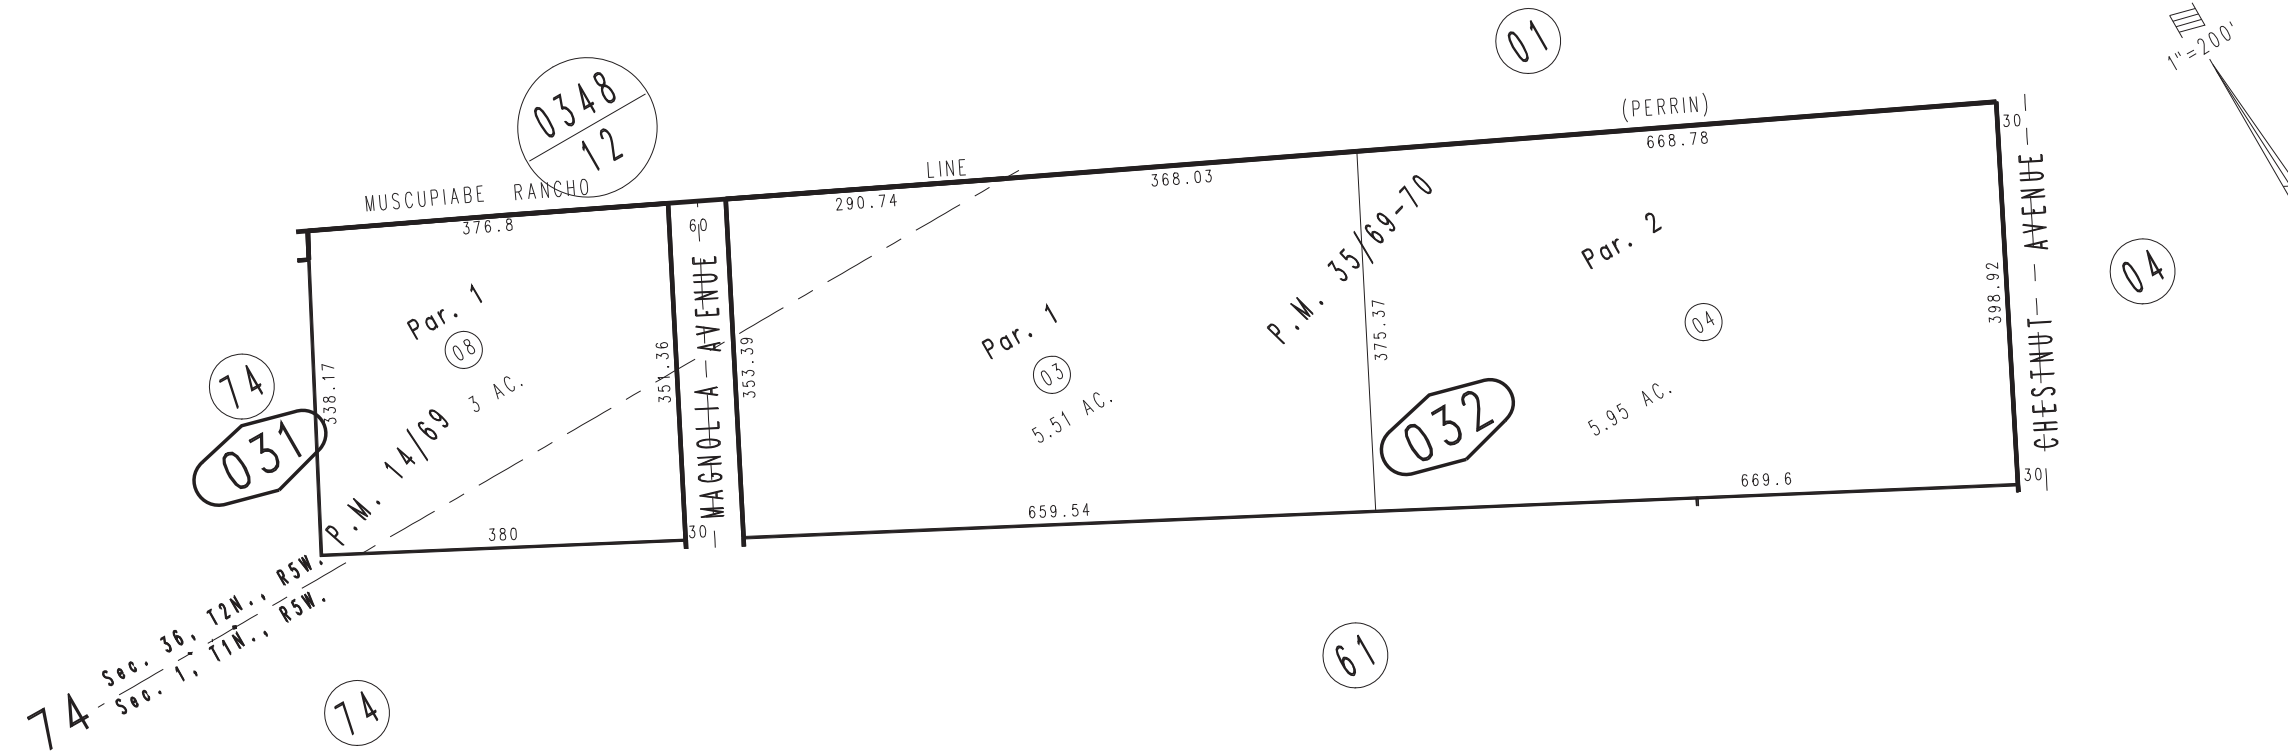 01
1"=200'
0348
12
(PERRIN)
668.78
30
LINE
368.03
MUSCUPIABE RANCHO
290.74
376.8
60
CHESTNUT AVENUE
P.M. 35/69-70
Par. 2
04
398.92
04
Par. 1
08
3 AC.
MAGNOLIA AVENUE
Par. 1
03
5.51 AC.
375.37
74
338.17
351.36
353.39
031
032
5.95 AC.
P.M. 14/69
669.6
30
659.54
380
30
Sec. 36, T2N., R5W.
Sec. 1, T1N., R5W.
74
74
61